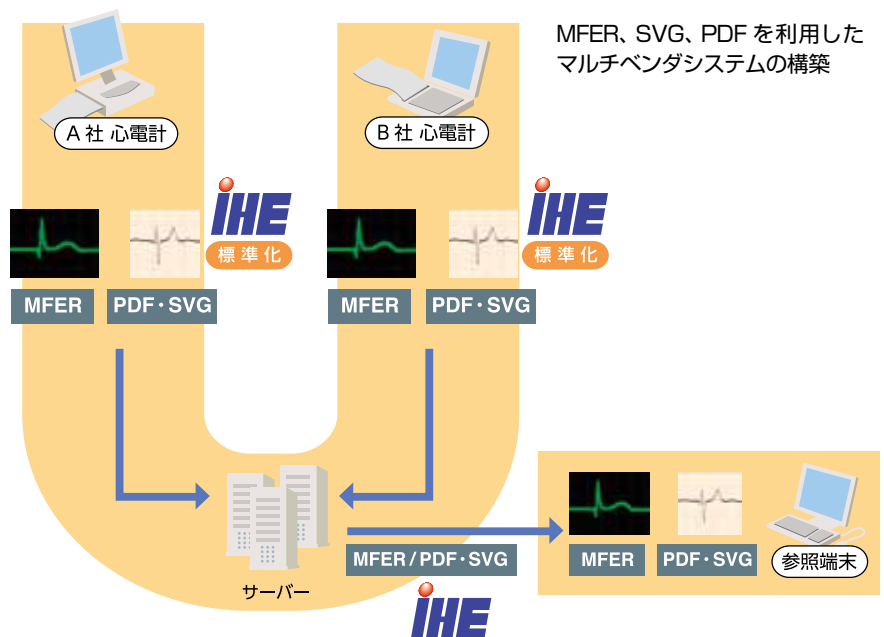 MFER、SVG、PDF を利用した
マルチベンダシステムの構築
A 社 心電計
B 社 心電計
IHE
標準化
IHE
標準化
MFER
PDF・SVG
MFER
PDF・SVG
サーバー
MFER/PDF・SVG
IHE
MFER
PDF・SVG
参照端末